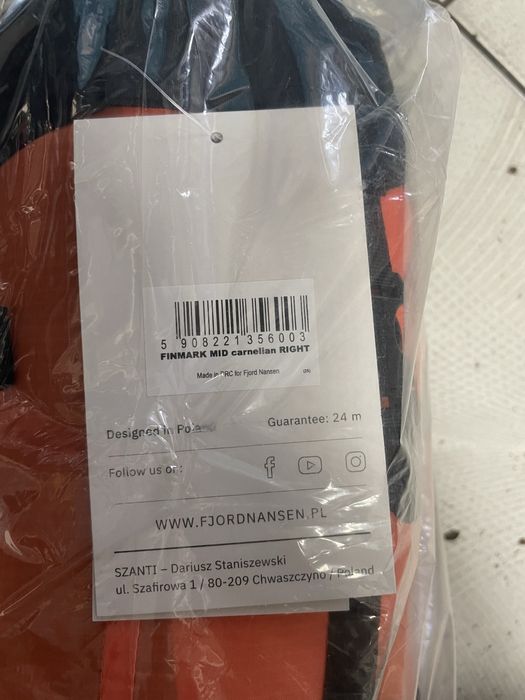 5 908221 356003
FINMARK MID carnelian RIGHT
Made in PRC for Fjord Nansen (25)
Designed in Poland
Guarantee: 24 m
Follow us on:
WWW.FJORDNANSEN.PL
SZANTI – Dariusz Staniszewski
ul. Szafirowa 1 / 80-209 Chwaszczyno / Poland